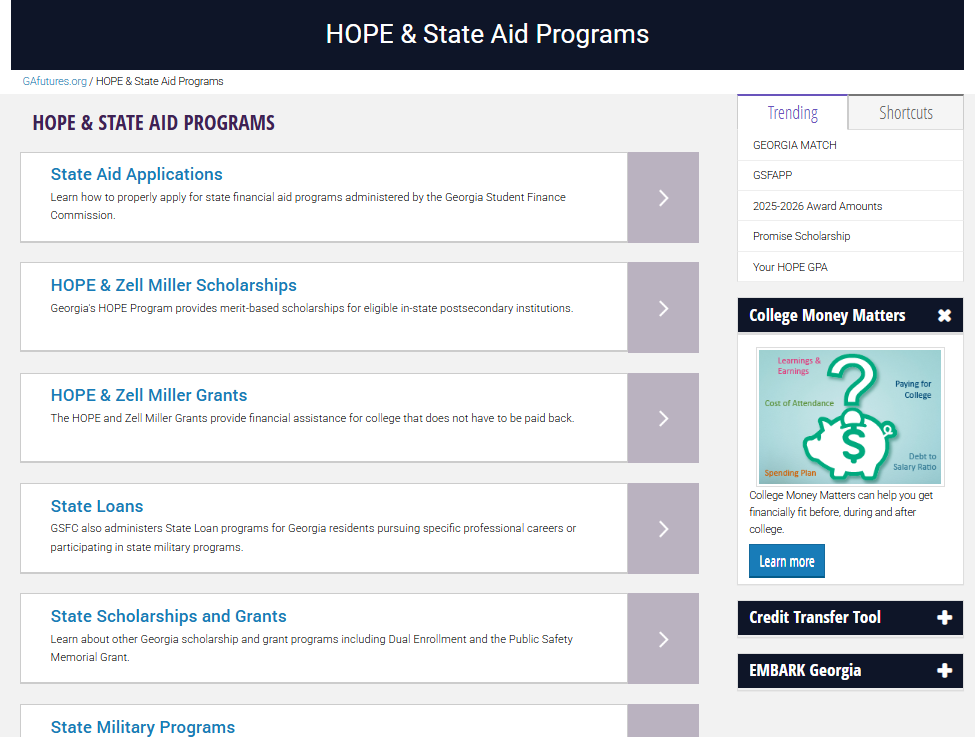 HOPE & State Aid Programs
GAfutures.org / HOPE & State Aid Programs
HOPE & STATE AID PROGRAMS
State Aid Applications
Learn how to properly apply for state financial aid programs administered by the Georgia Student Finance
Commission.
HOPE & Zell Miller Scholarships
Georgia's HOPE Program provides merit-based scholarships for eligible in-state postsecondary institutions.
HOPE & Zell Miller Grants
The HOPE and Zell Miller Grants provide financial assistance for college that does not have to be paid back.
State Loans
GSFC also administers State Loan programs for Georgia residents pursuing specific professional careers or
participating in state military programs.
State Scholarships and Grants
Learn about other Georgia scholarship and grant programs including Dual Enrollment and the Public Safety
Memorial Grant.
State Military Programs
Trending
Shortcuts
GEORGIA MATCH
GSFAPP
2025-2026 Award Amounts
Promise Scholarship
Your HOPE GPA
College Money Matters
Learnings &
Earnings
Paying for
College
Cost of Attendance
$
Debt to
Salary Ratio
Spending Plan
College Money Matters can help you get
financially fit before, during and after
college.
Learn more
Credit Transfer Tool
EMBARK Georgia